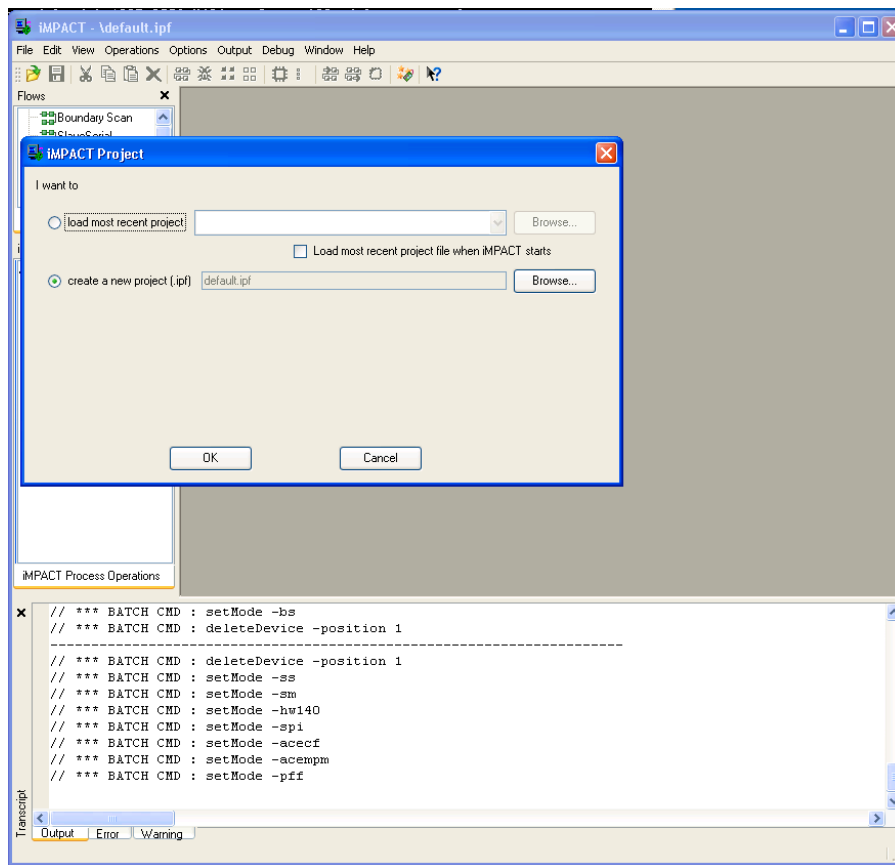 iMPACT - \default.ipf
File Edit View Operations Options Output Debug Window Help
Flows
Boundary Scan
SlaveSerial
iMPACT Project
I want to
load most recent project
Browse...
Load most recent project file when iMPACT starts
create a new project (.ipf)
default.ipf
Browse...
OK
Cancel
iMPACT Process Operations
// *** BATCH CMD : setMode -bs
// *** BATCH CMD : deleteDevice -position 1
----------------------------------------------------------------------
// *** BATCH CMD : deleteDevice -position 1
// *** BATCH CMD : setMode -ss
// *** BATCH CMD : setMode -sm
// *** BATCH CMD : setMode -hw140
// *** BATCH CMD : setMode -spi
// *** BATCH CMD : setMode -acecf
// *** BATCH CMD : setMode -acempm
// *** BATCH CMD : setMode -pff
Transcript
Output Error Warning